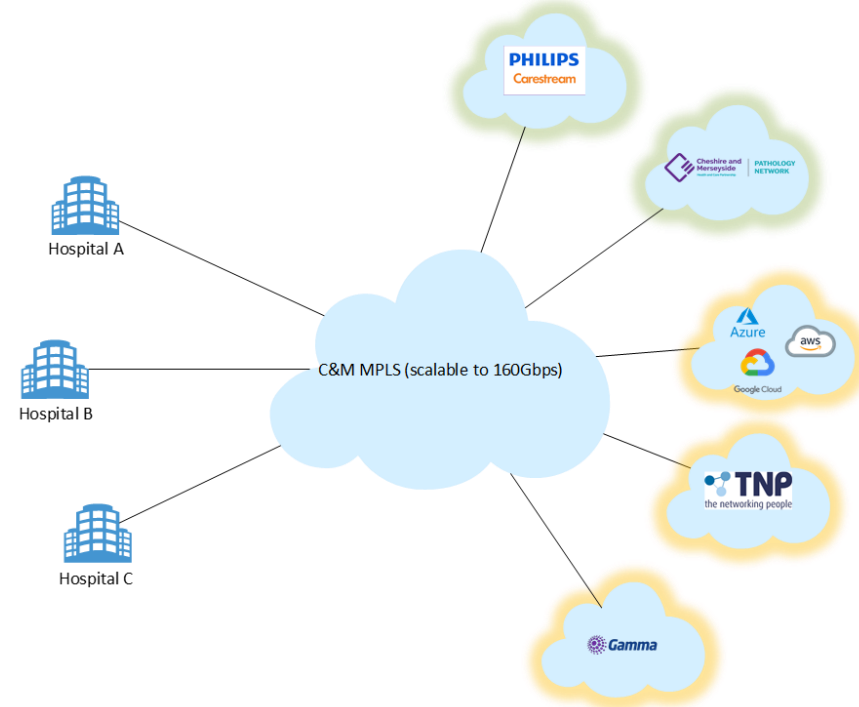 PHILIPS
Carestream
Cheshire and
Merseyside
PATHOLOGY
NETWORK
Hospital A
Azure
aws
Google Cloud
C&M MPLS (scalable to 160Gbps)
Hospital B
TNP
the networking people
Hospital C
Gamma